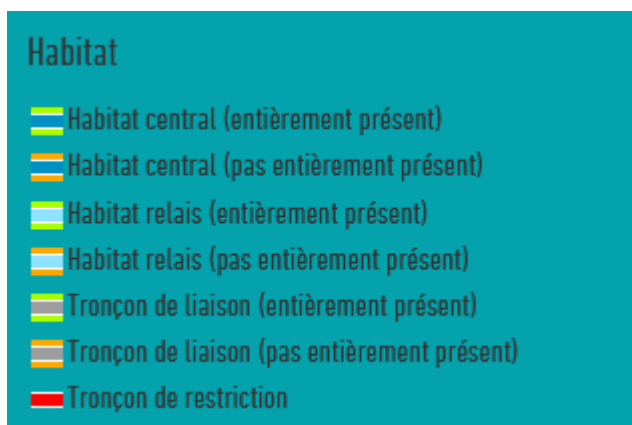 Habitat
Habitat central (entièrement présent)
Habitat central (pas entièrement présent)
Habitat relais (entièrement présent)
Habitat relais (pas entièrement présent)
Tronçon de liaison (entièrement présent)
Tronçon de liaison (pas entièrement présent)
Tronçon de restriction